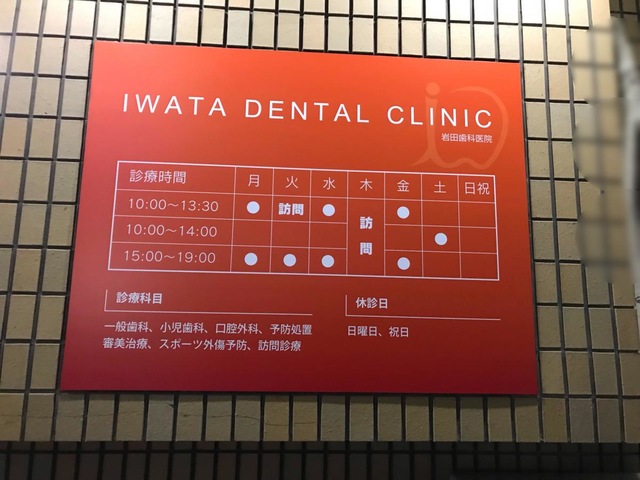 IWATA DENTAL CLINIC
岩田歯科医院
診療時間 月 火 水 木 金 土 日祝
10:00〜13:30 ● 訪問 ● 訪問 ●
10:00〜14:00 ●
15:00〜19:00 ● ● ● ●
診療科目
一般歯科、小児歯科、口腔外科、予防処置
審美治療、スポーツ外傷予防、訪問診療
休診日
日曜日、祝日